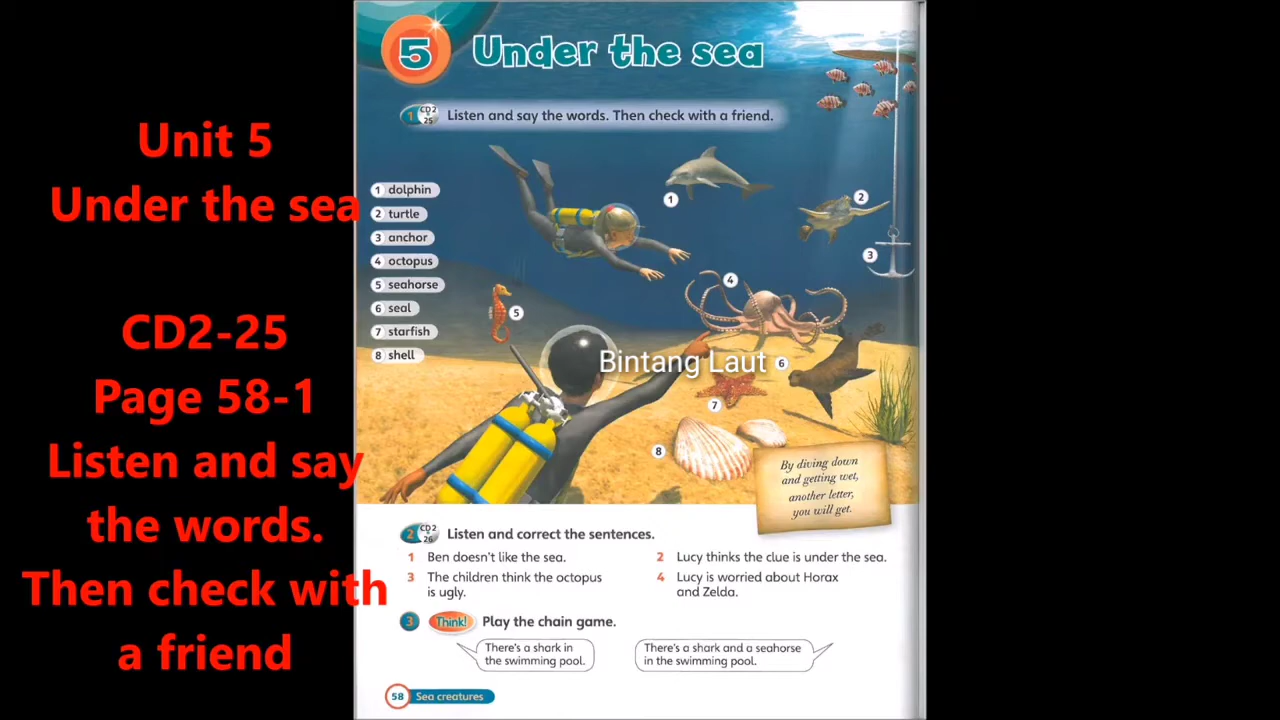 Unit 5
Under the sea
CD2-25
Page 58-1
Listen and say
the words.
Then check with
a friend
5 Under the sea
1 CD2 25 Listen and say the words. Then check with a friend.
1 dolphin
2 turtle
3 anchor
4 octopus
5 seahorse
6 seal
7 starfish
8 shell
1
2
3
4
5
Bintang Laut
6
7
8
By diving down
and getting wet,
another letter,
you will get.
2 CD2 26 Listen and correct the sentences.
1 Ben doesn't like the sea.
2 Lucy thinks the clue is under the sea.
3 The children think the octopus
is ugly.
4 Lucy is worried about Horax
and Zelda.
3 Think! Play the chain game.
There's a shark in
the swimming pool.
There's a shark and a seahorse
in the swimming pool.
58 Sea creatures